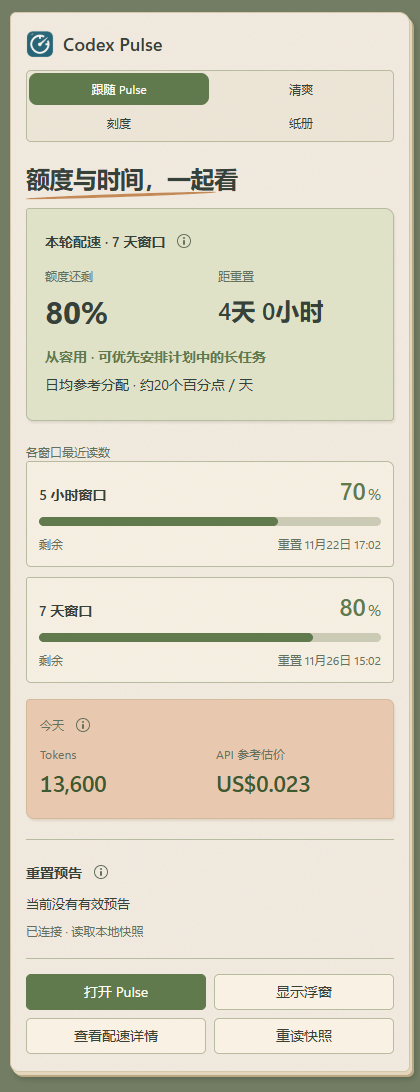 Codex Pulse
跟随 Pulse
清爽
刻度
纸册
额度与时间，一起看
本轮配速 · 7 天窗口
额度还剩
距重置
80%
4天 0小时
从容用 · 可优先安排计划中的长任务
日均参考分配 · 约20个百分点 / 天
各窗口最近读数
5 小时窗口
70%
剩余
重置 11月22日 17:02
7 天窗口
80%
剩余
重置 11月26日 15:02
今天
Tokens
API 参考估价
13,600
US$0.023
重置预告
当前没有有效预告
已连接 · 读取本地快照
打开 Pulse
显示浮窗
查看配速详情
重读快照